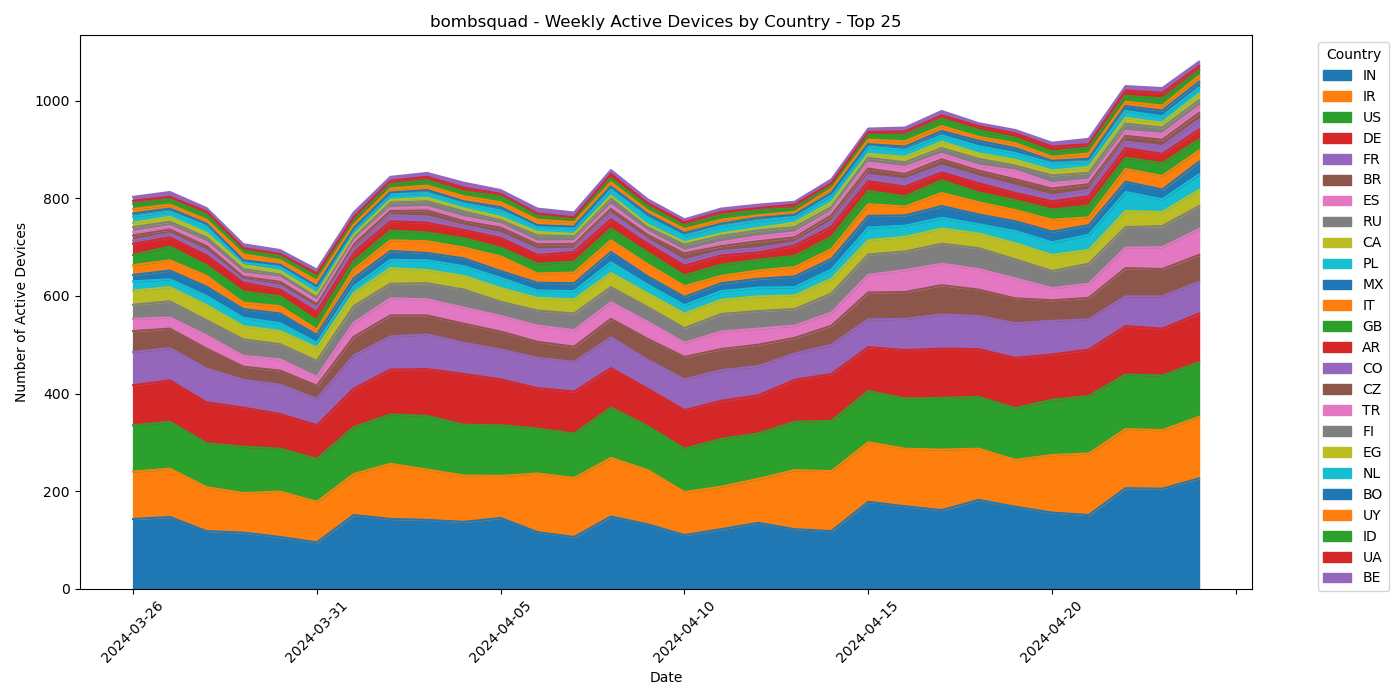 bombsquad - Weekly Active Devices by Country - Top 25
Number of Active Devices
1000
800
600
400
200
0
2024-03-26
2024-03-31
2024-04-05
2024-04-10
2024-04-15
2024-04-20
Date
Country
IN
IR
US
DE
FR
BR
ES
RU
CA
PL
MX
IT
GB
AR
CO
CZ
TR
FI
EG
NL
BO
UY
ID
UA
BE